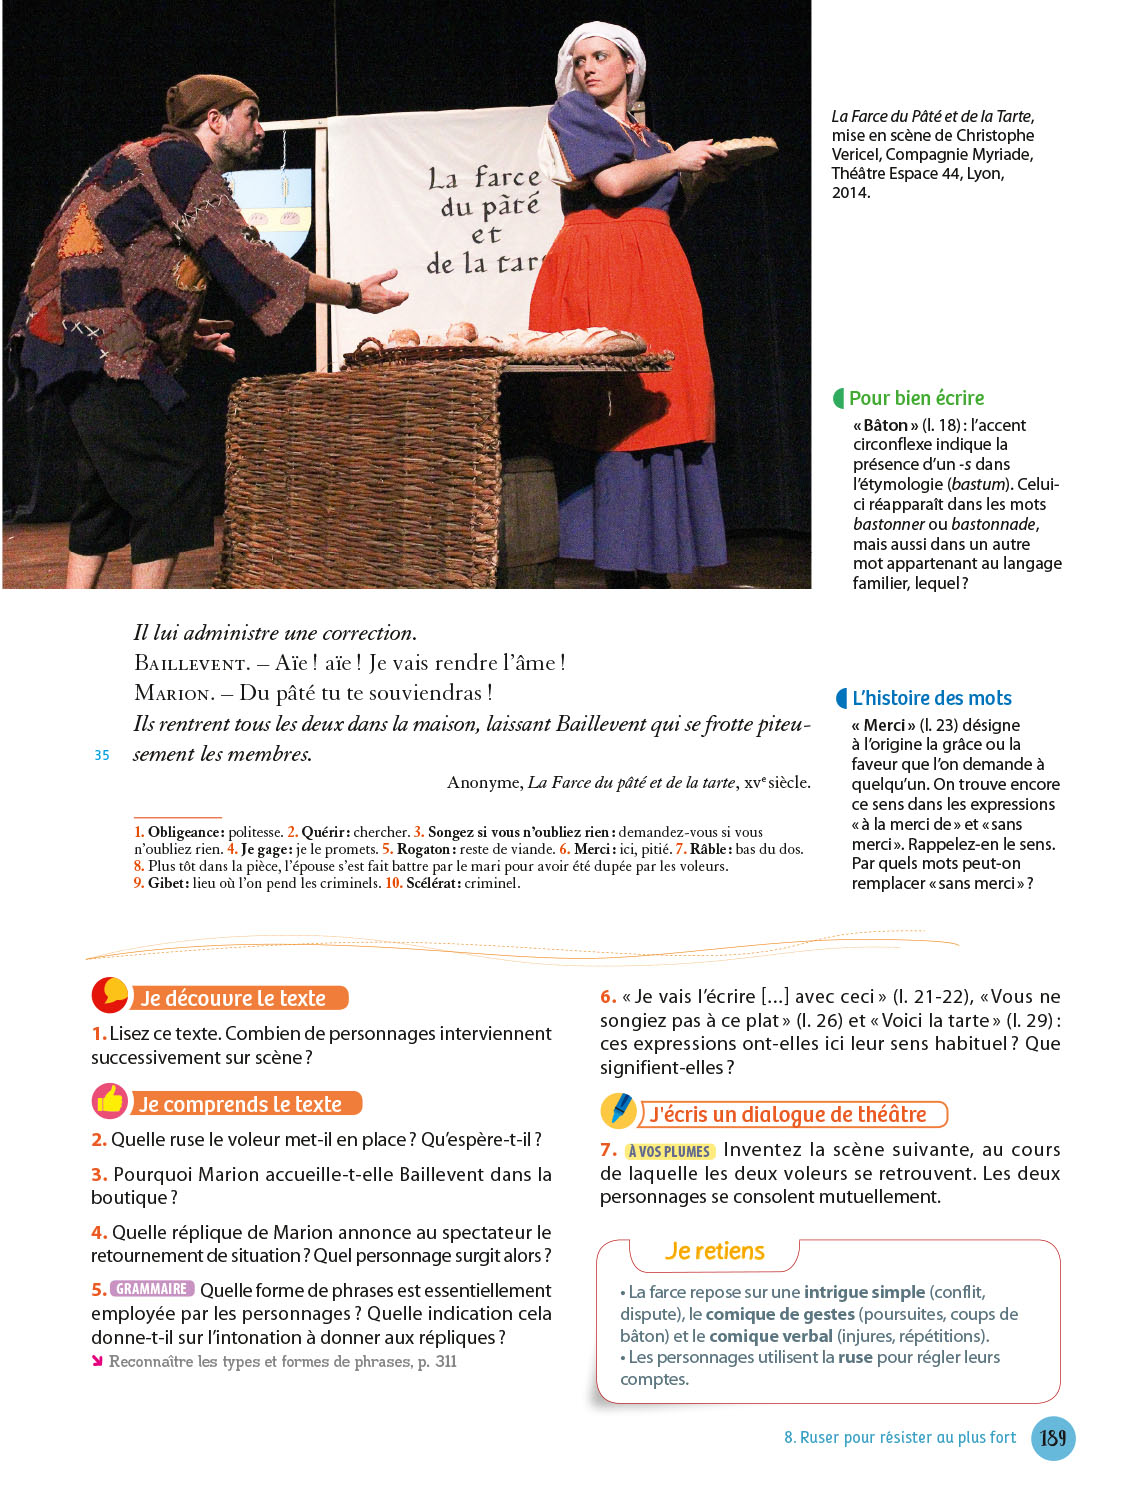 La farce
du pâté
et
de la tar
La Farce du Pâté et de la Tarte,
mise en scène de Christophe
Vericel, Compagnie Myriade,
Théâtre Espace 44, Lyon,
2014.
Pour bien écrire
« Bâton » (l. 18) : l’accent
circonflexe indique la
présence d’un -s dans
l’étymologie (bastum). Celui-
ci réapparaît dans les mots
bastonner ou bastonnade,
mais aussi dans un autre
mot appartenant au langage
familier, lequel ?
Il lui administre une correction.
BAILLEVENT. – Aïe ! aïe ! Je vais rendre l’âme !
MARION. – Du pâté tu te souviendras !
Ils rentrent tous les deux dans la maison, laissant Baillevent qui se frotte piteu-
35 sement les membres.
Anonyme, La Farce du pâté et de la tarte, XVe siècle.
L’histoire des mots
« Merci » (l. 23) désigne
à l’origine la grâce ou la
faveur que l’on demande à
quelqu’un. On trouve encore
ce sens dans les expressions
« à la merci de » et « sans
merci ». Rappelez-en le sens.
Par quels mots peut-on
remplacer « sans merci » ?
1. Obligeance : politesse. 2. Quérir : chercher. 3. Songez si vous n’oubliez rien : demandez-vous si vous
n’oubliez rien. 4. Je gage : je le promets. 5. Rogaton : reste de viande. 6. Merci : ici, pitié. 7. Râble : bas du dos.
8. Plus tôt dans la pièce, l’épouse s’est fait battre par le mari pour avoir été dupée par les voleurs.
9. Gibet : lieu où l’on pend les criminels. 10. Scélérat : criminel.
Je découvre le texte
1. Lisez ce texte. Combien de personnages interviennent
successivement sur scène ?
Je comprends le texte
2. Quelle ruse le voleur met-il en place ? Qu’espère-t-il ?
3. Pourquoi Marion accueille-t-elle Baillevent dans la
boutique ?
4. Quelle réplique de Marion annonce au spectateur le
retournement de situation ? Quel personnage surgit alors ?
5. GRAMMAIRE Quelle forme de phrases est essentiellement
employée par les personnages ? Quelle indication cela
donne-t-il sur l’intonation à donner aux répliques ?
Reconnaître les types et formes de phrases, p. 311
6. « Je vais l’écrire [...] avec ceci » (l. 21-22), « Vous ne
songiez pas à ce plat » (l. 26) et « Voici la tarte » (l. 29) :
ces expressions ont-elles ici leur sens habituel ? Que
signifient-elles ?
J'écris un dialogue de théâtre
7. À VOS PLUMES Inventez la scène suivante, au cours
de laquelle les deux voleurs se retrouvent. Les deux
personnages se consolent mutuellement.
Je retiens
• La farce repose sur une intrigue simple (conflit,
dispute), le comique de gestes (poursuites, coups de
bâton) et le comique verbal (injures, répétitions).
• Les personnages utilisent la ruse pour régler leurs
comptes.
8. Ruser pour résister au plus fort 189